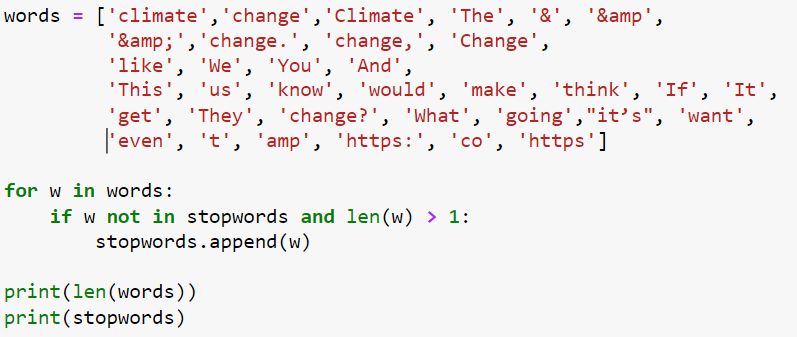 words = ['climate','change','Climate', 'The', '&', '&amp',
'&amp;','change.', 'change,', 'Change',
'like', 'We', 'You', 'And',
'This', 'us', 'know', 'would', 'make', 'think', 'If', 'It',
'get', 'They', 'change?', 'What', 'going',"it’s", 'want',
'even', 't', 'amp', 'https:', 'co', 'https']
for w in words:
if w not in stopwords and len(w) > 1:
stopwords.append(w)
print(len(words))
print(stopwords)